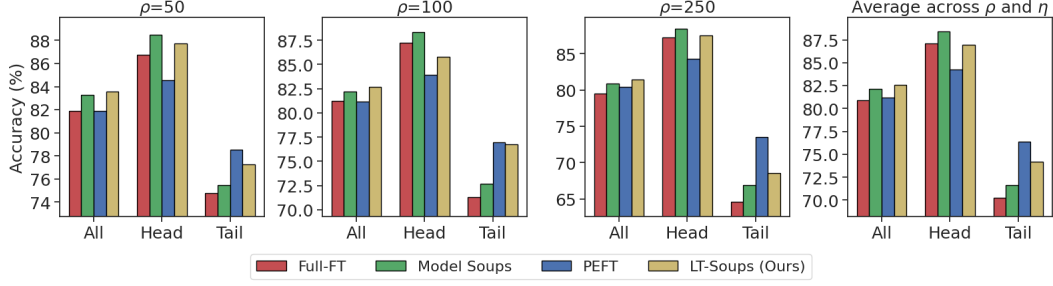 ρ=50
ρ=100
ρ=250
Average across ρ and η
Accuracy (%)
88
86
84
82
80
78
76
74
All Head Tail
87.5
85.0
82.5
80.0
77.5
75.0
72.5
70.0
All Head Tail
85
80
75
70
65
All Head Tail
87.5
85.0
82.5
80.0
77.5
75.0
72.5
70.0
All Head Tail
Full-FT Model Soups PEFT LT-Soups (Ours)